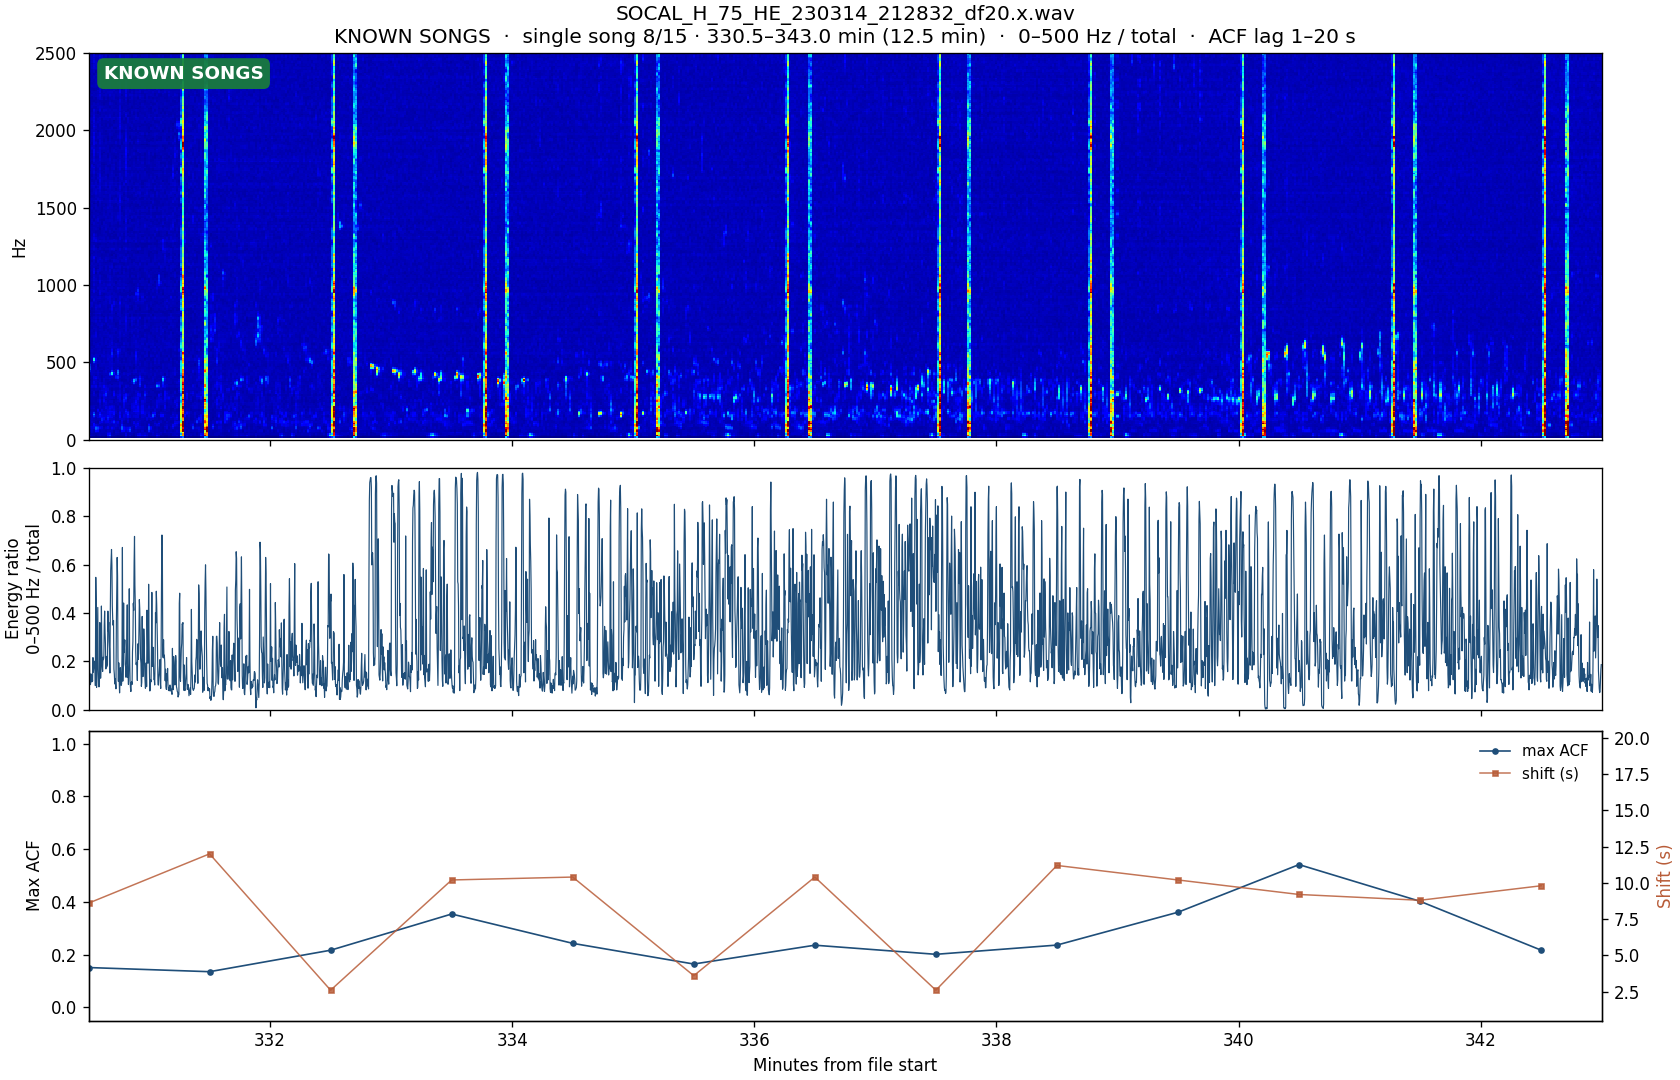 SOCAL_H_75_HE_230314_212832_df20.x.wav
KNOWN SONGS · single song 8/15 · 330.5–343.0 min (12.5 min) · 0–500 Hz / total · ACF lag 1–20 s
KNOWN SONGS
2500
2000
1500
1000
500
0
Hz
1.0
0.8
0.6
0.4
0.2
0.0
Energy ratio
0–500 Hz / total
1.0
0.8
0.6
0.4
0.2
0.0
Max ACF
max ACF
shift (s)
20.0
17.5
15.0
12.5
10.0
7.5
5.0
2.5
Shift (s)
332
334
336
338
340
342
Minutes from file start